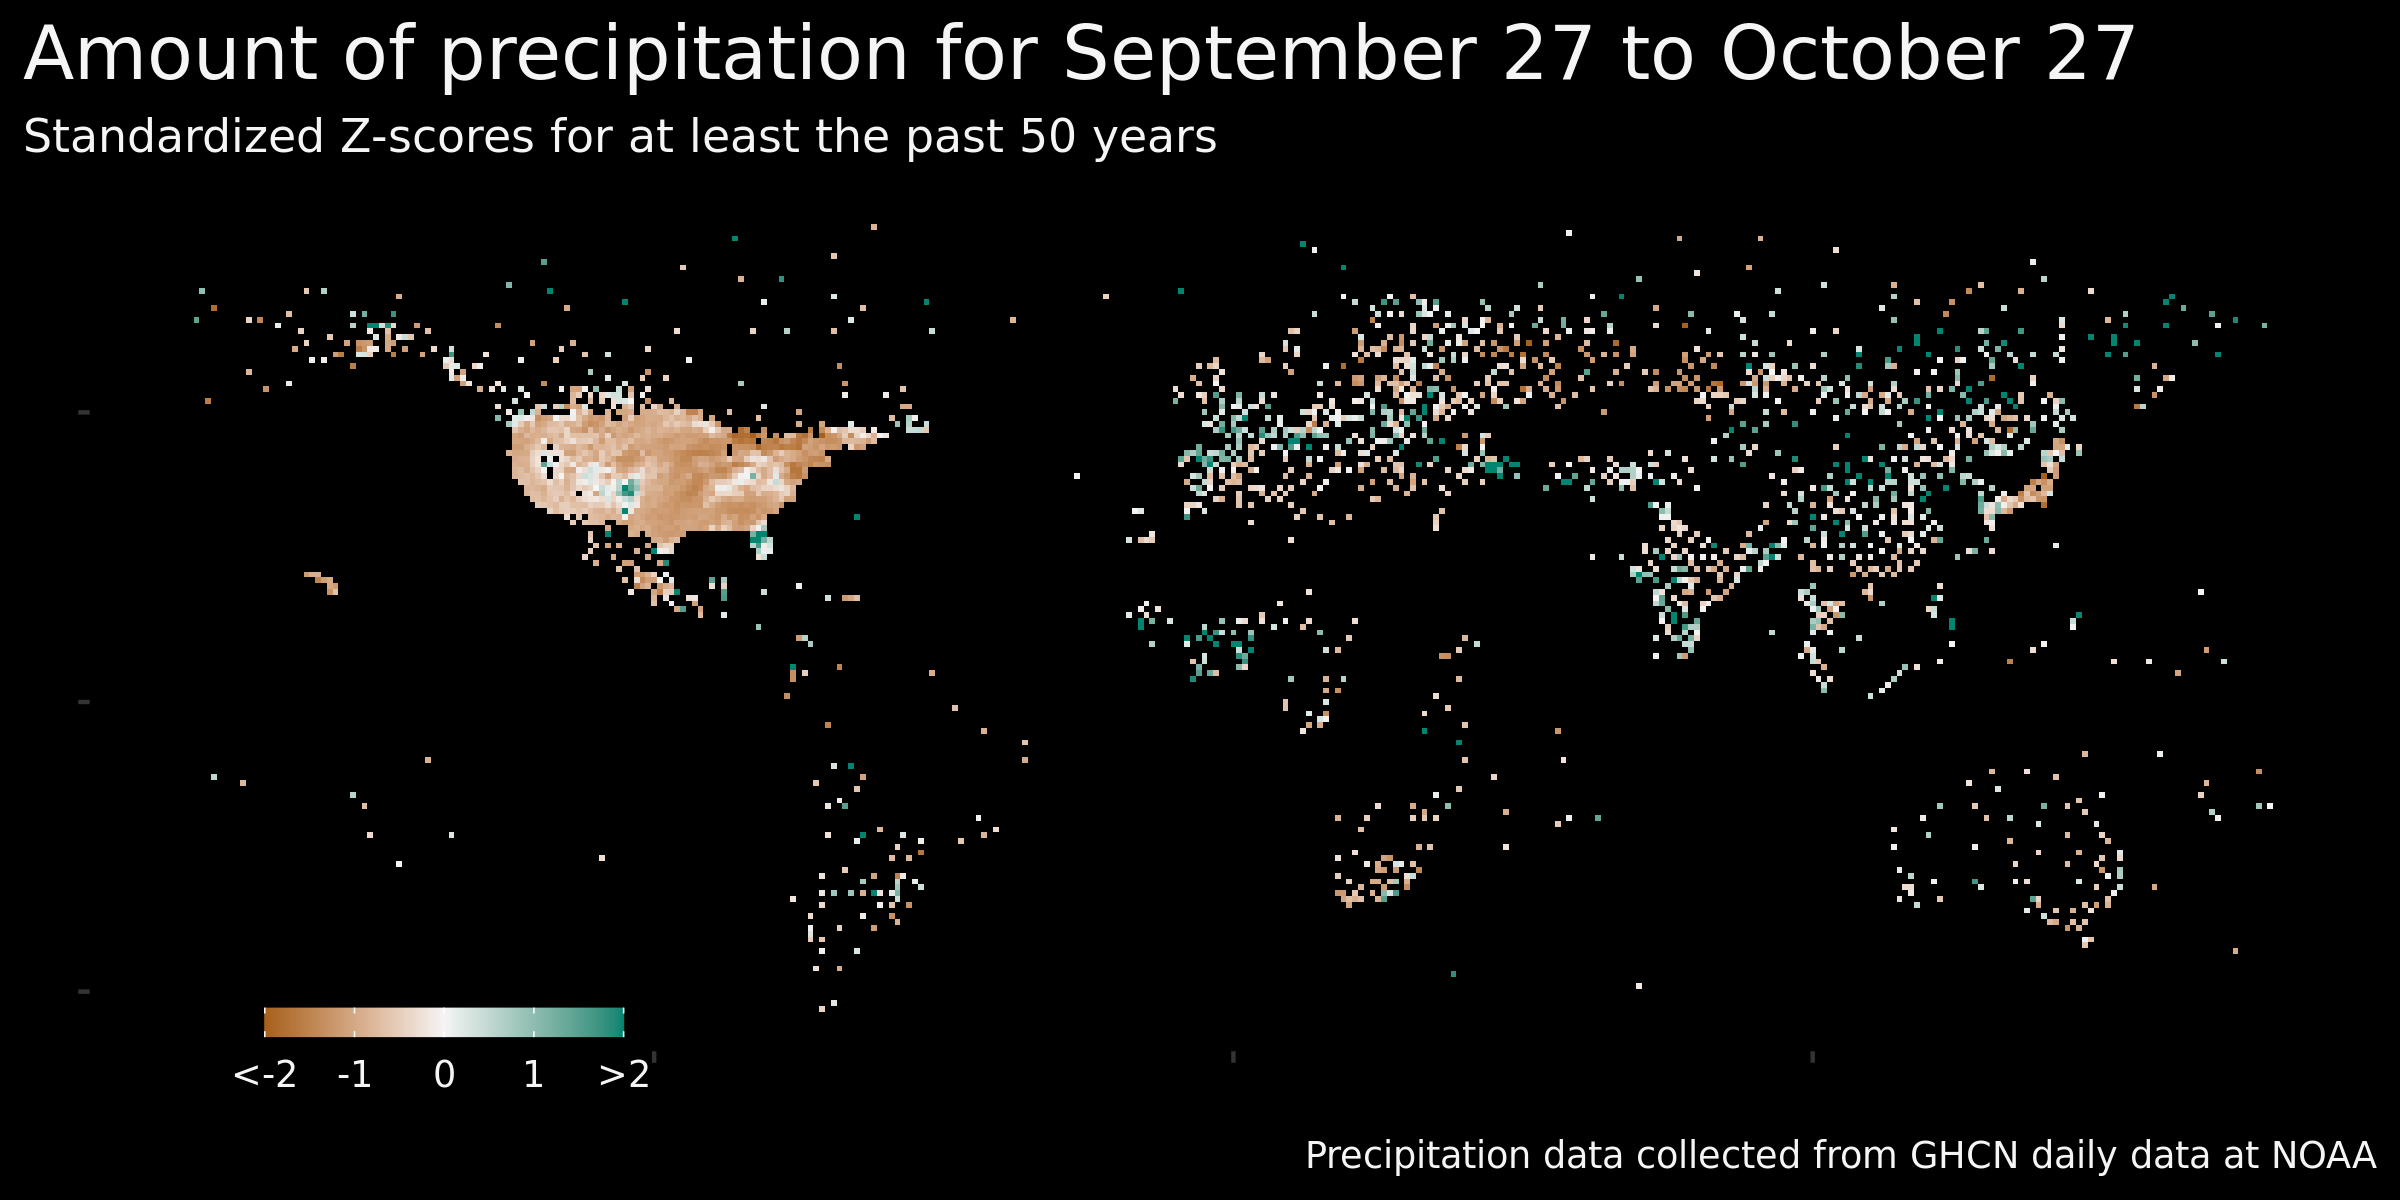 Amount of precipitation for September 27 to October 27
Standardized Z-scores for at least the past 50 years
<-2 -1 0 1 >2
Precipitation data collected from GHCN daily data at NOAA